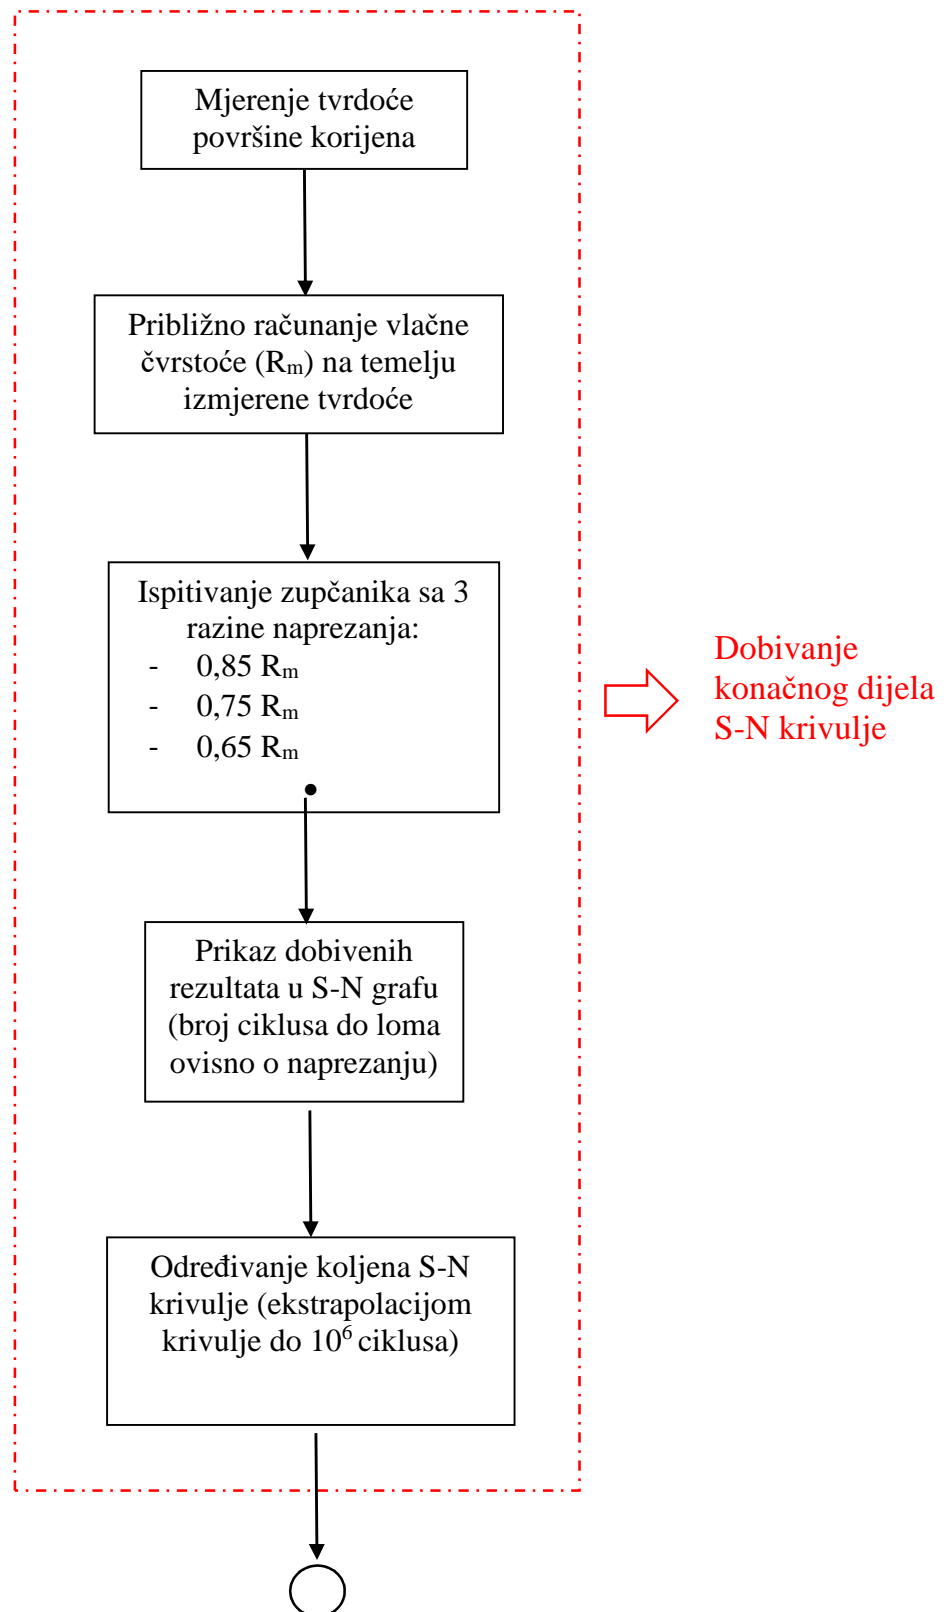 Mjerenje tvrdoće
površine korijena
Približno računanje vlačne
čvrstoće (Rₘ) na temelju
izmjerene tvrdoće
Ispitivanje zupčanika sa 3
razine naprezanja:
- 0,85 Rₘ
- 0,75 Rₘ
- 0,65 Rₘ
Dobivanje
konačnog dijela
S-N krivulje
Prikaz dobivenih
rezultata u S-N grafu
(broj ciklusa do loma
ovisno o naprezanju)
Određivanje koljena S-N
krivulje (ekstrapolacijom
krivulje do 10⁶ ciklusa)